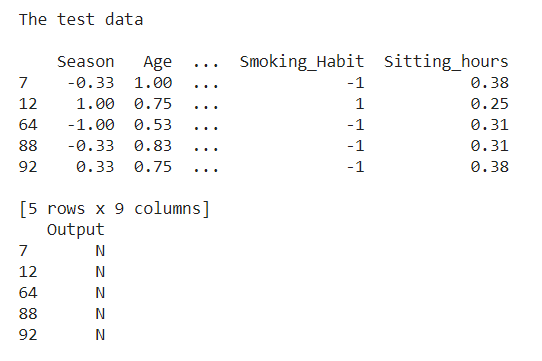 The test data
Season Age ... Smoking_Habit Sitting_hours
7 -0.33 1.00 ... -1 0.38
12 1.00 0.75 ... 1 0.25
64 -1.00 0.53 ... -1 0.31
88 -0.33 0.83 ... -1 0.31
92 0.33 0.75 ... -1 0.38
[5 rows x 9 columns]
Output
7 N
12 N
64 N
88 N
92 N